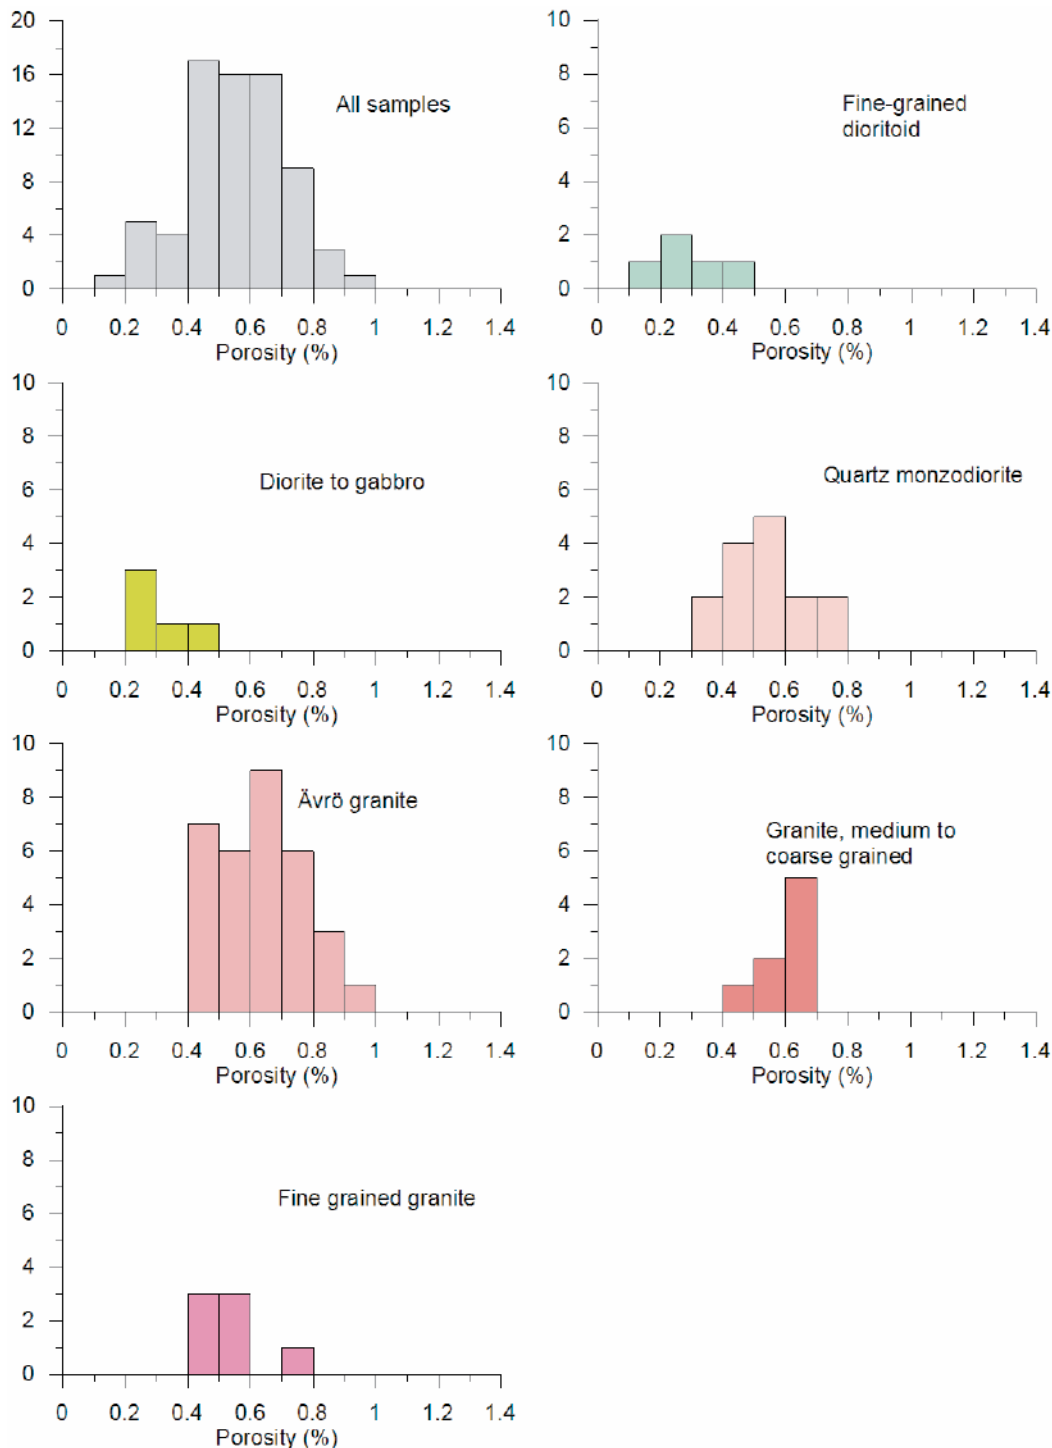 20
16
12
8
4
0
All samples
0 0.2 0.4 0.6 0.8 1 1.2 1.4
Porosity (%)
10
8
6
4
2
0
Fine-grained
dioritoid
0 0.2 0.4 0.6 0.8 1 1.2 1.4
Porosity (%)
10
8
6
4
2
0
Diorite to gabbro
0 0.2 0.4 0.6 0.8 1 1.2 1.4
Porosity (%)
10
8
6
4
2
0
Quartz monzodiorite
0 0.2 0.4 0.6 0.8 1 1.2 1.4
Porosity (%)
10
8
6
4
2
0
Ävrö granite
0 0.2 0.4 0.6 0.8 1 1.2 1.4
Porosity (%)
10
8
6
4
2
0
Granite, medium to
coarse grained
0 0.2 0.4 0.6 0.8 1 1.2 1.4
Porosity (%)
10
8
6
4
2
0
Fine grained granite
0 0.2 0.4 0.6 0.8 1 1.2 1.4
Porosity (%)